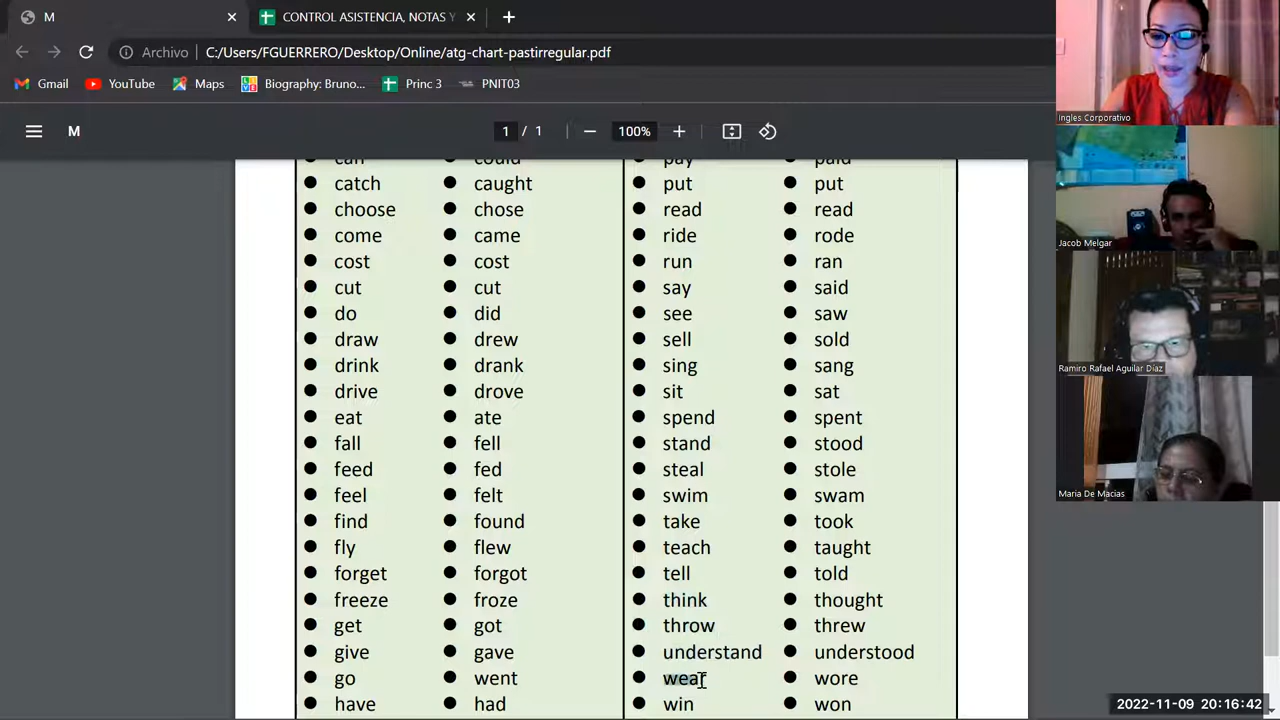 M
CONTROL ASISTENCIA, NOTAS Y
Archivo
C:/Users/FGUERRERO/Desktop/Online/atg-chart-pastirregular.pdf
Gmail
YouTube
Maps
Biography: Bruno...
Princ 3
PNIT03
M
1 / 1
100%
can could pay paid
catch caught put put
choose chose read read
come came ride rode
cost cost run ran
cut cut say said
do did see saw
draw drew sell sold
drink drank sing sang
drive drove sit sat
eat ate spend spent
fall fell stand stood
feed fed steal stole
feel felt swim swam
find found take took
fly flew teach taught
forget forgot tell told
freeze froze think thought
get got throw threw
give gave understand understood
go went wear wore
have had win won
Ingles Corporativo
Jacob Melgar
Ramiro Rafael Aguilar Díaz
Maria De Macias
2022-11-09 20:16:42